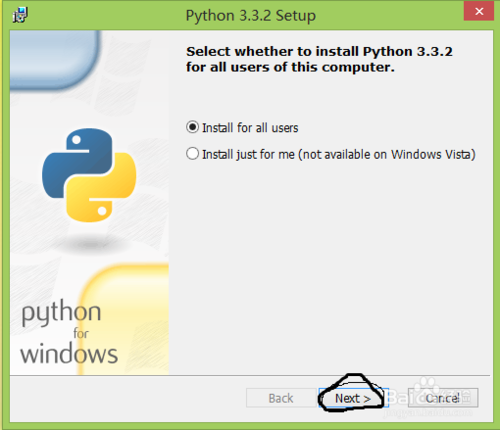 Python 3.3.2 Setup
Select whether to install Python 3.3.2
for all users of this computer.
Install for all users
Install just for me (not available on Windows Vista)
python
for
windows
Back
Next >
Cancel